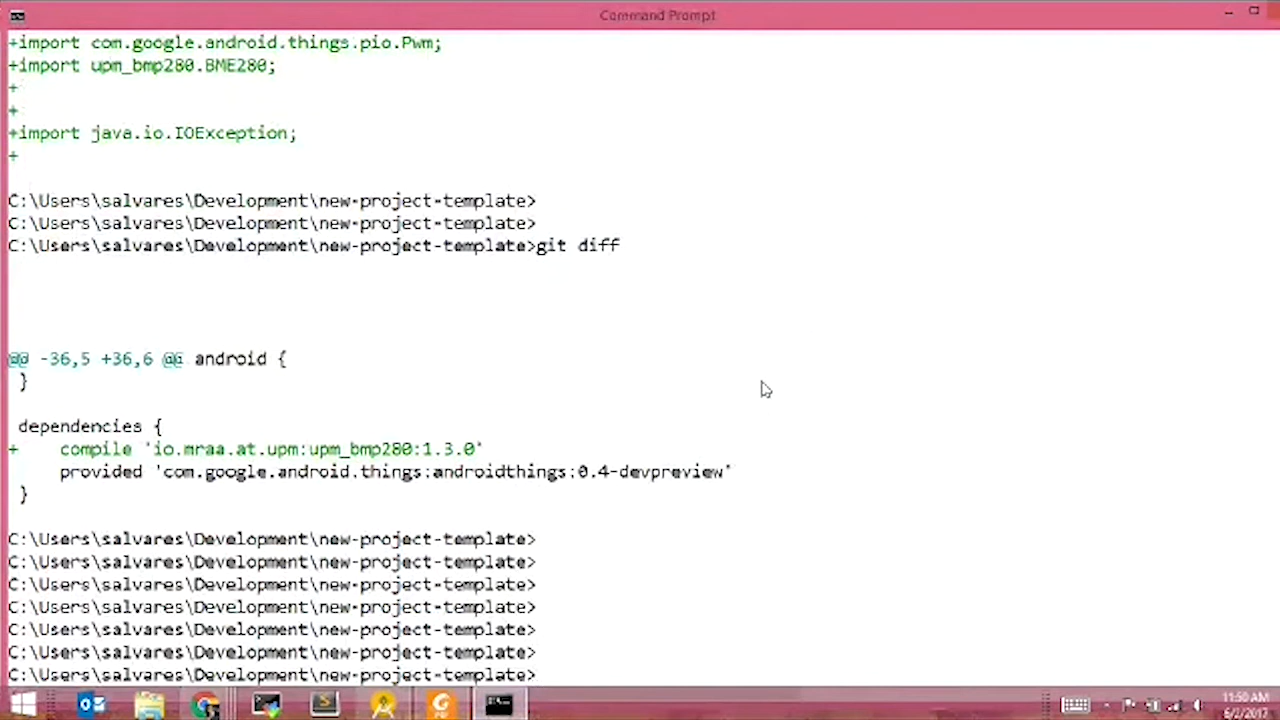 Command Prompt
+import com.google.android.things.pio.Pwm;
+import upm_bmp280.BME280;
+
+
+import java.io.IOException;
+
C:\Users\salvares\Development\new-project-template>
C:\Users\salvares\Development\new-project-template>
C:\Users\salvares\Development\new-project-template>git diff
@@ -36,5 +36,6 @@ android {
}
dependencies {
+    compile 'io.mraa.at.upm:upm_bmp280:1.3.0'
provided 'com.google.android.things:androidthings:0.4-devpreview'
}
C:\Users\salvares\Development\new-project-template>
C:\Users\salvares\Development\new-project-template>
C:\Users\salvares\Development\new-project-template>
C:\Users\salvares\Development\new-project-template>
C:\Users\salvares\Development\new-project-template>
C:\Users\salvares\Development\new-project-template>
C:\Users\salvares\Development\new-project-template>
11:50 AM